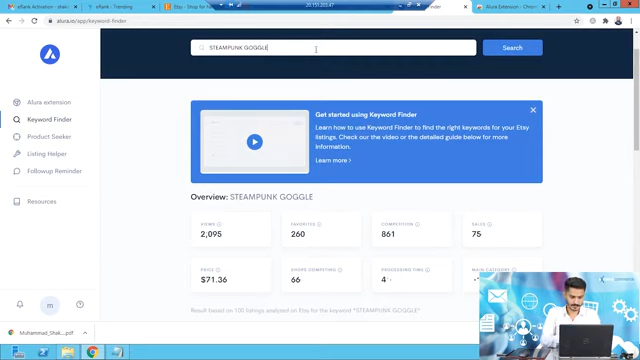 eRank Activation - shakir
eRank - Trending
Etsy - Shop for
20.151.203.47
Finder
Alura Extension - Chrom
alura.io/app/keyword-finder
STEAMPUNK GOGGLE
Search
Alura extension
Keyword Finder
Product Seeker
Listing Helper
Followup Reminder
Resources
Get started using Keyword Finder
Learn how to use Keyword Finder to find the right keywords for your Etsy
listings. Check our the video or the detailed guide below for more
information.
Learn more >
Overview: STEAMPUNK GOGGLE
VIEWS
2,095
FAVORITES
260
COMPETITION
861
SALES
75
PRICE
$71.36
SHOPS COMPETING
66
PROCESSING TIME
4
MAIN CATEGORY
Result based on 100 listings analyzed on Etsy for the keyword "STEAMPUNK GOGGLE"
m
Muhammad_Shak....pdf